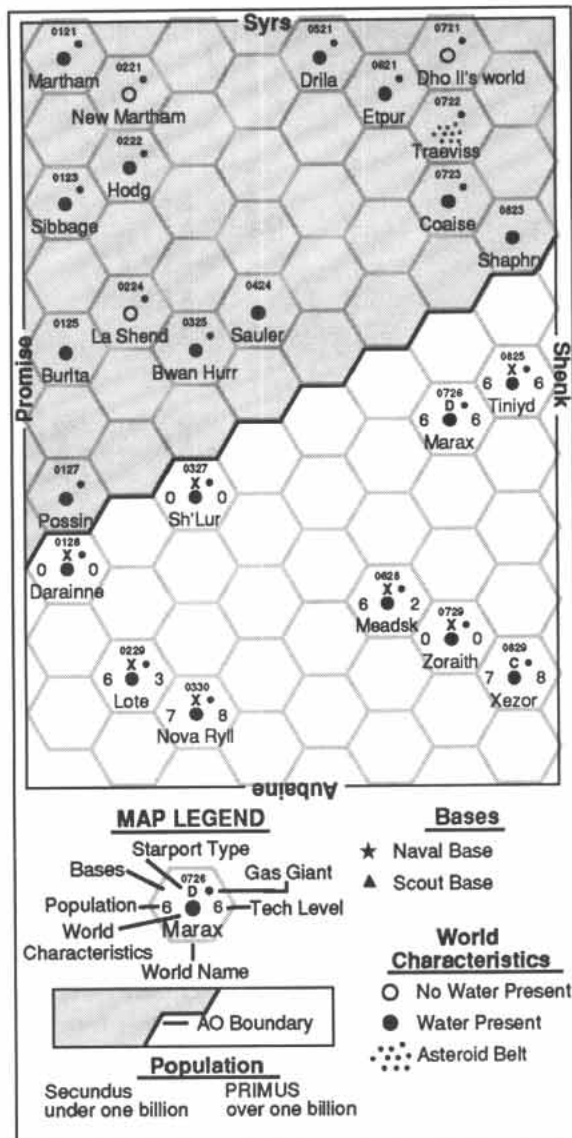 Syrs
0121
Martham
0221
New Martham
0521
Drila
0621
Etpur
0721
Dho Il's world
0722
Traeviss
0222
Hodg
0123
Sibbage
0723
Coaise
0823
Shaphn
0224
La Shend
0424
Sauler
0125
Burlta
0325
Bwan Hurr
Promise
Shenk
0825
X
6 6
Tiniyd
0726
D
6 6
Marax
0127
Possin
0327
X
0 0
Sh'Lur
0128
X
0 0
Darainne
0628
X
6 2
Meadsk
0729
X
0 0
Zoraith
0829
C
7 8
Xezor
0229
X
6 3
Lote
0330
X
7 8
Nova Ryll
Aubaine
MAP LEGEND
Starport Type
Bases
0726
Gas Giant
D
Population 6 6 Tech Level
World
Characteristics
Marax
World Name
AO Boundary
Population
Secundus
under one billion
PRIMUS
over one billion
Bases
★ Naval Base
▲ Scout Base
World
Characteristics
No Water Present
Water Present
Asteroid Belt